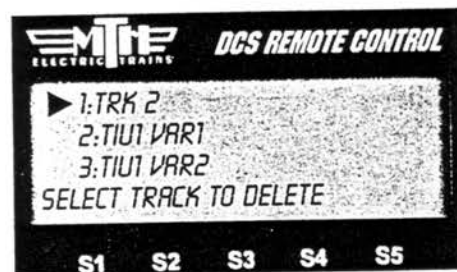 MTH
ELECTRIC TRAINS
DCS REMOTE CONTROL
1:TRK 2
2:TIU1 VAR1
3:TIU1 VAR2
SELECT TRACK TO DELETE
S1 S2 S3 S4 S5